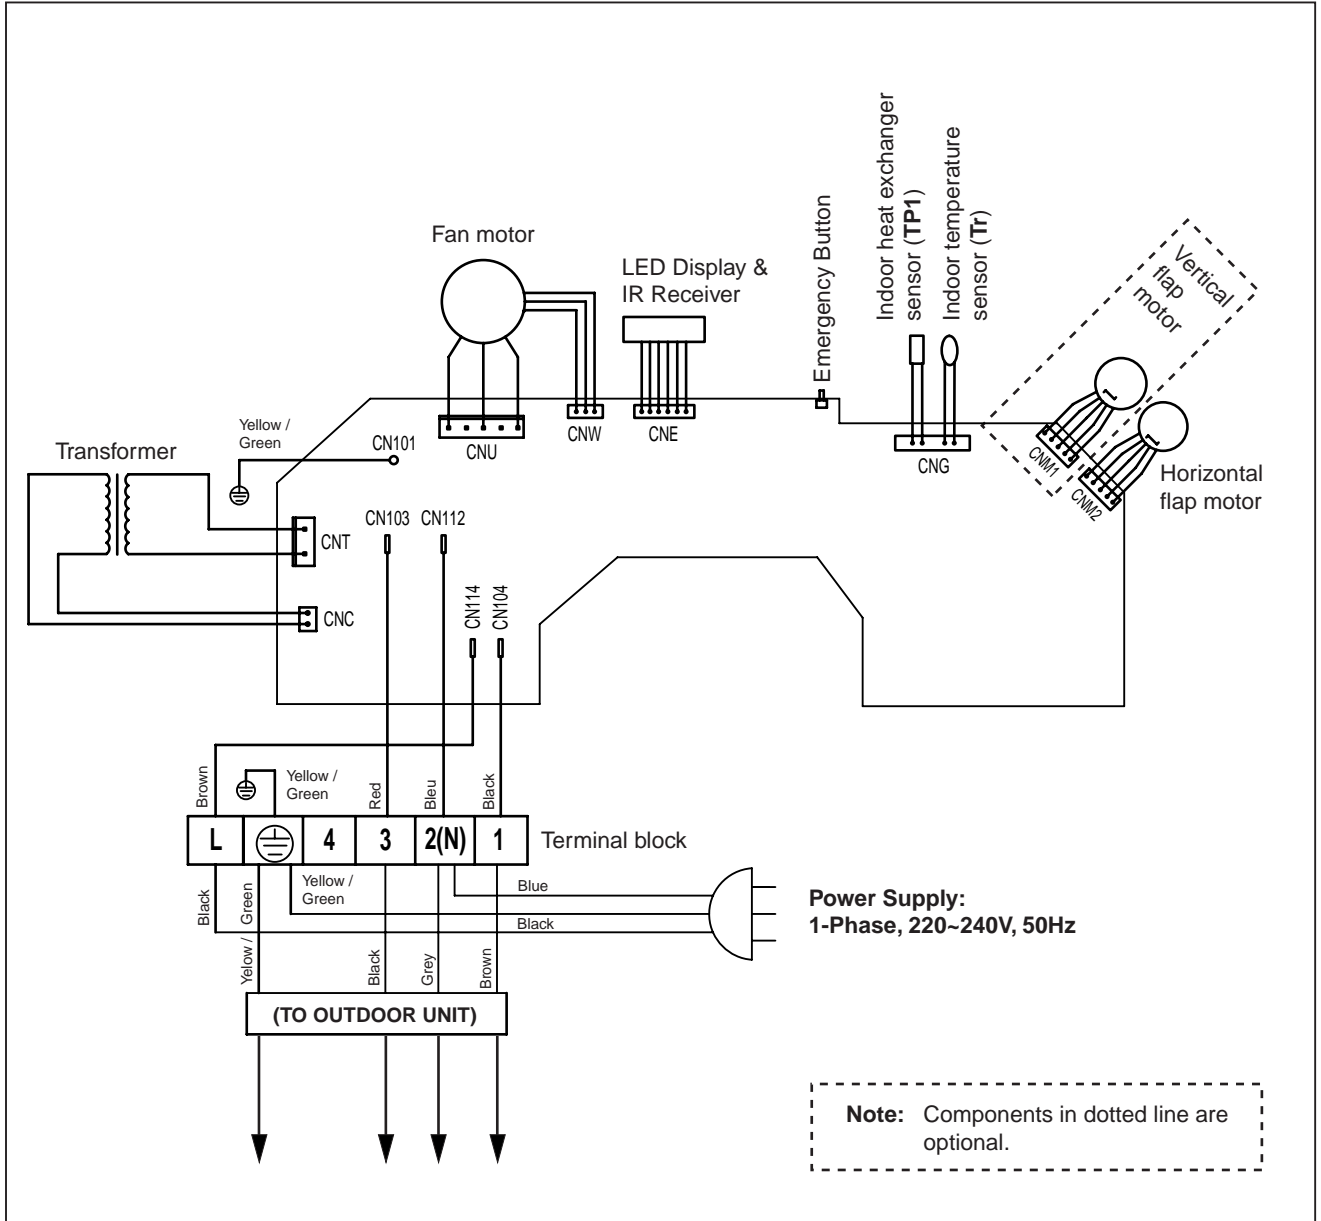 Fan motor
LED Display &
IR Receiver
Emergency Button
Indoor heat exchanger
sensor (TP1)
Indoor temperature
sensor (Tr)
Vertical
flap
motor
Yellow /
Green
CN101
CNU
CNW
CNE
CNG
CNM1
CNM2
Horizontal
flap motor
Transformer
CNT
CNC
CN103
CN112
CN114
CN104
Brown
Yellow /
Green
Red
Bleu
Black
L
4
3
2(N)
1
Terminal block
Black
Yellow / Green
Yellow /
Green
Blue
Black
Black
Grey
Brown
Power Supply:
1-Phase, 220~240V, 50Hz
(TO OUTDOOR UNIT)
Note: Components in dotted line are
optional.